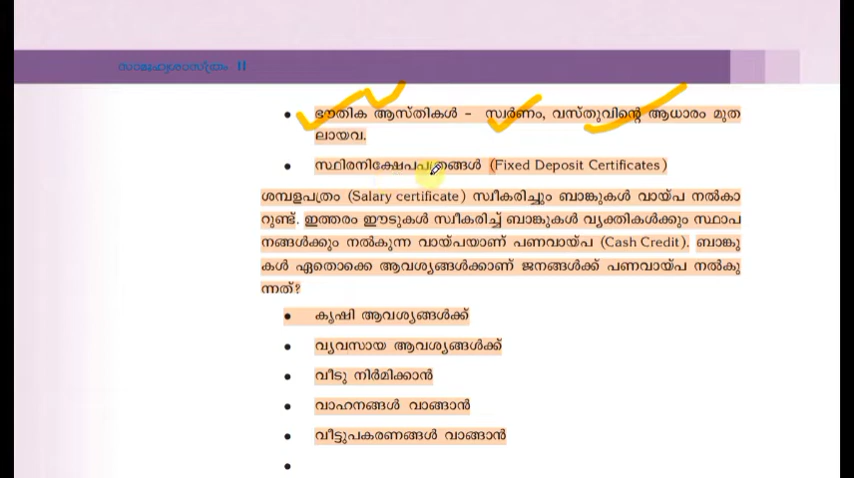 സാമൂഹ്യശാസ്ത്രം II
• ഭൗതിക ആസ്തികൾ - സ്വർണം, വസ്തുവിന്റെ ആധാരം മുത
ലായവ.
• സ്ഥിരനിക്ഷേപപത്രങ്ങൾ (Fixed Deposit Certificates)
ശമ്പളപത്രം (Salary certificate) സ്വീകരിച്ചും ബാങ്കുകൾ വായ്പ നൽകാ
റുണ്ട്. ഇത്തരം ഈടുകൾ സ്വീകരിച്ച് ബാങ്കുകൾ വ്യക്തികൾക്കും സ്ഥാപ
നങ്ങൾക്കും നൽകുന്ന വായ്പയാണ് പണവായ്പ (Cash Credit). ബാങ്കു
കൾ ഏതൊക്കെ ആവശ്യങ്ങൾക്കാണ് ജനങ്ങൾക്ക് പണവായ്പ നൽകു
ന്നത്?
• കൃഷി ആവശ്യങ്ങൾക്ക്
• വ്യവസായ ആവശ്യങ്ങൾക്ക്
• വീടു നിർമിക്കാൻ
• വാഹനങ്ങൾ വാങ്ങാൻ
• വീട്ടുപകരണങ്ങൾ വാങ്ങാൻ
•